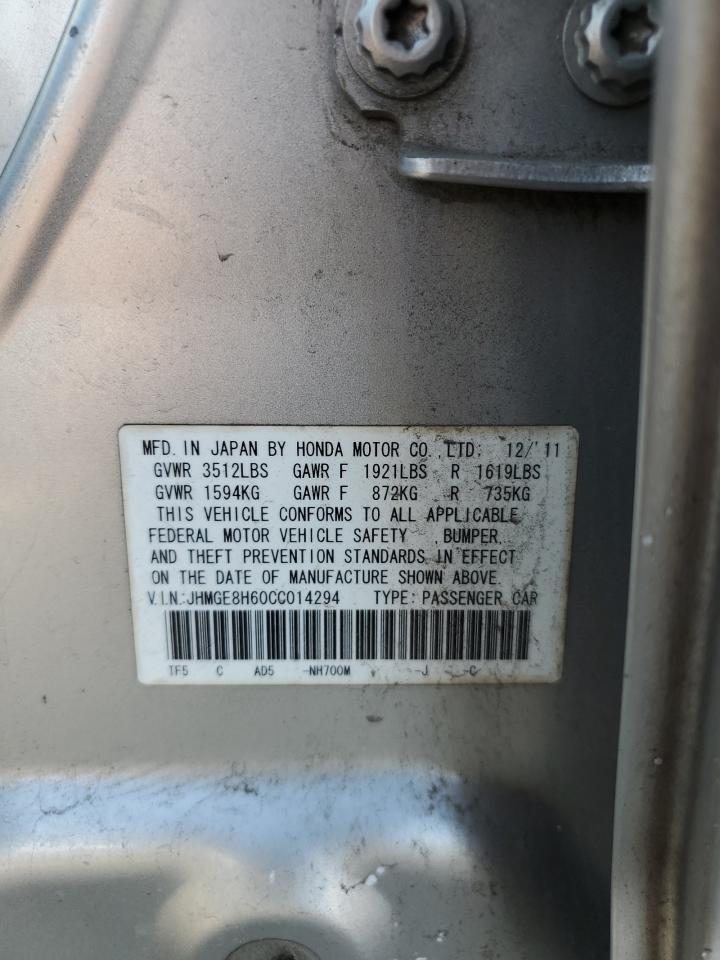 MFD. IN JAPAN BY HONDA MOTOR CO.,LTD: 12/'11
GVWR 3512LBS GAWR F 1921LBS R 1619LBS
GVWR 1594KG GAWR F 872KG R 735KG
THIS VEHICLE CONFORMS TO ALL APPLICABLE
FEDERAL MOTOR VEHICLE SAFETY ,BUMPER,
AND THEFT PREVENTION STANDARDS IN EFFECT
ON THE DATE OF MANUFACTURE SHOWN ABOVE.
V.I.N.:JHMGE8H60CC014294 TYPE: PASSENGER CAR
TF5 C AD5 -NH700M -J -C